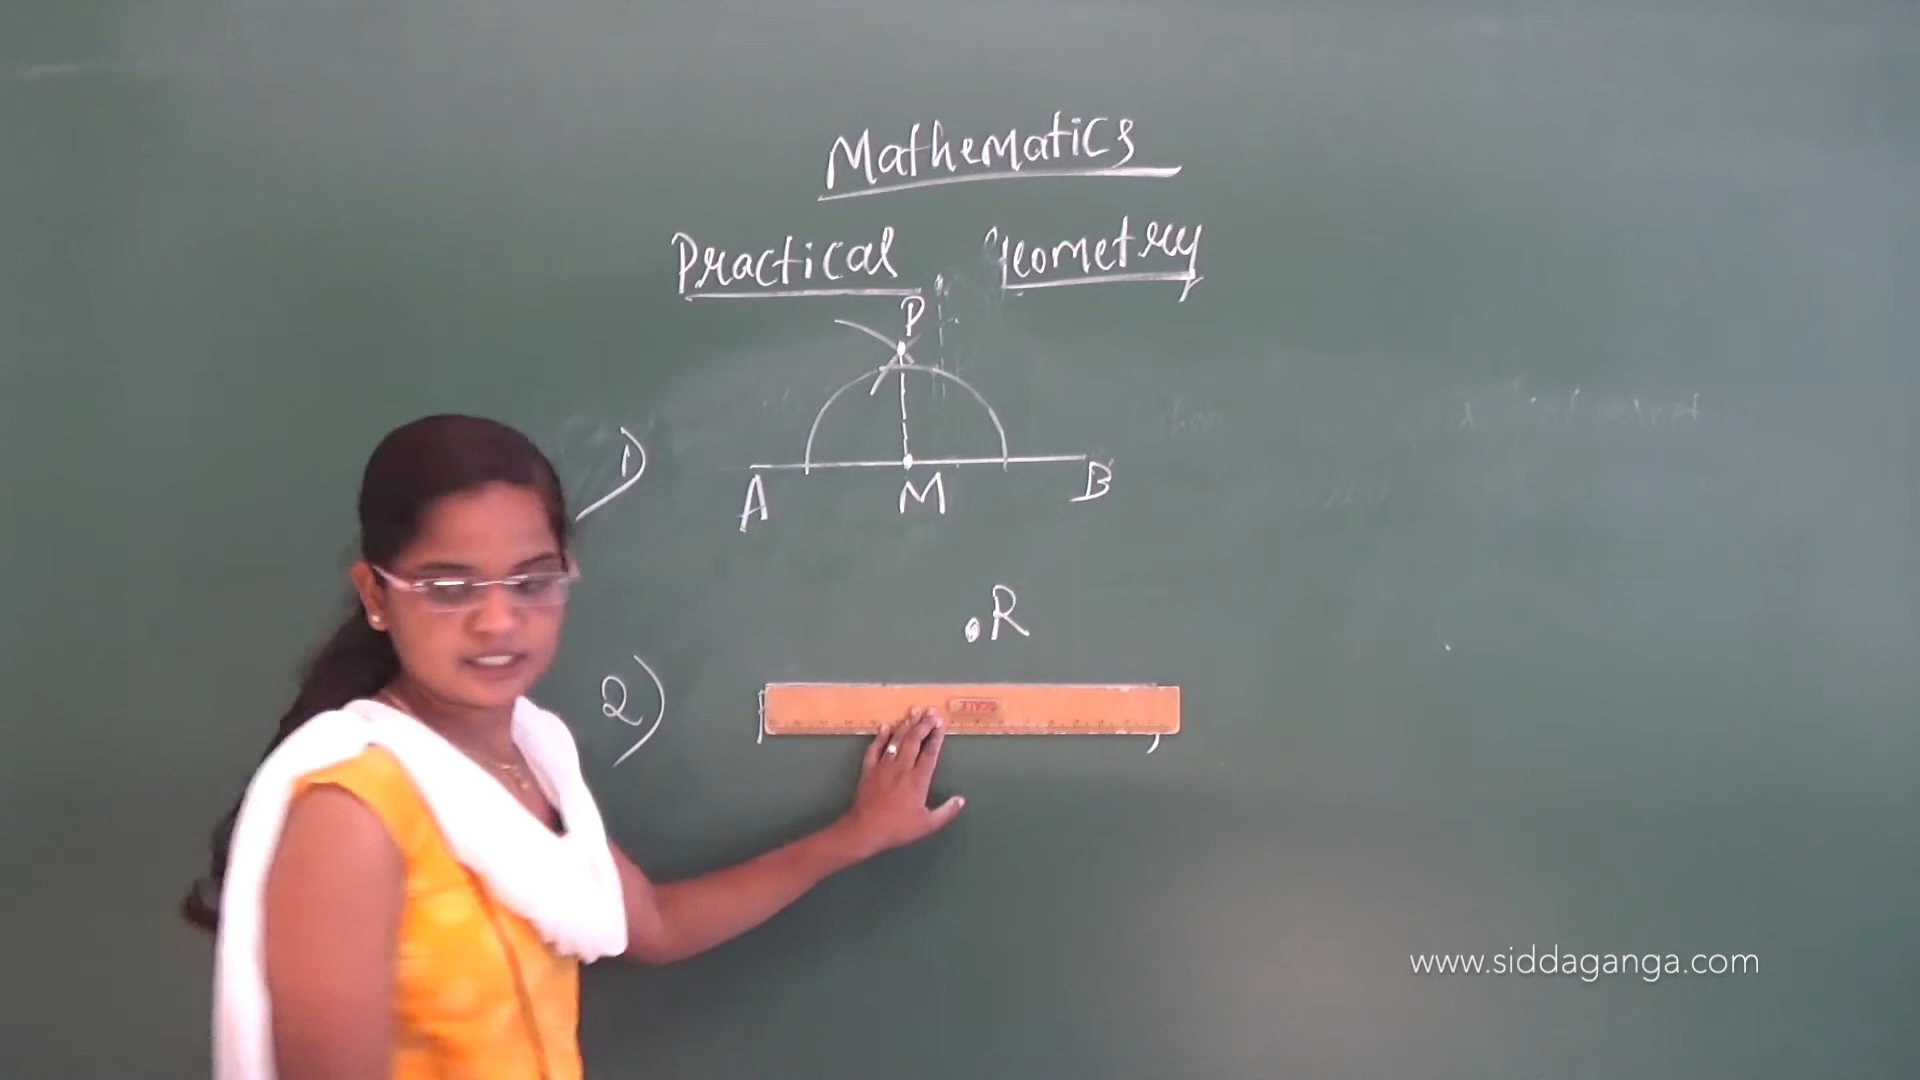 Mathematics
Practical Geometry
P
1)
A M B
R
2)
SCALE
www.siddaganga.com